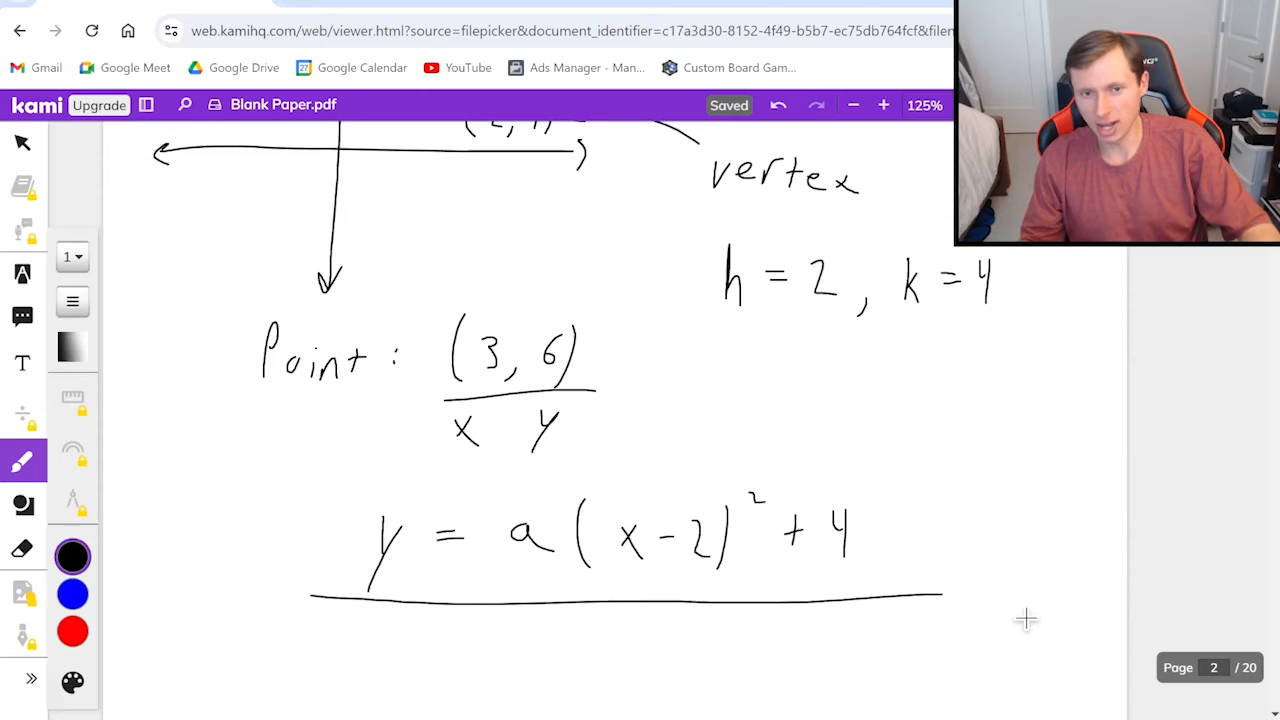 web.kamihq.com/web/viewer.html?source=filepicker&document_identifier=c17a3d30-8152-4f49-b5b7-ec75db764fcf&filen
Gmail Google Meet Google Drive 27 Google Calendar YouTube Ads Manager - Man... Custom Board Gam...
kami Upgrade Blank Paper.pdf Saved 125%
vertex
1
h = 2, k = 4
Point: (3, 6)
x y
T
y = a(x-2)² + 4
Page 2 / 20